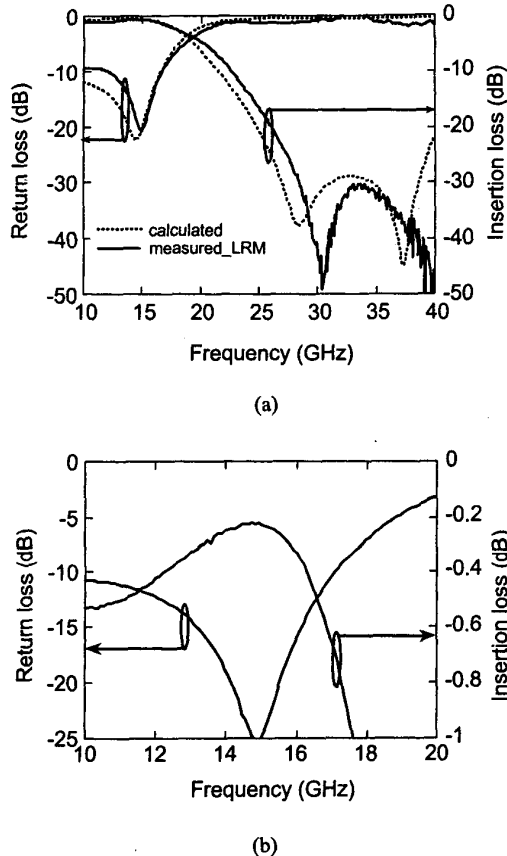 0
-10
-20
-30
-40
-50
Return loss (dB)
0
-10
-20
-30
-40
-50
Insertion loss (dB)
calculated
measured_LRM
10 15 20 25 30 35 40
Frequency (GHz)
(a)
0
-5
-10
-15
-20
-25
Return loss (dB)
0
-0.2
-0.4
-0.6
-0.8
-1
Insertion loss (dB)
10 12 14 16 18 20
Frequency (GHz)
(b)